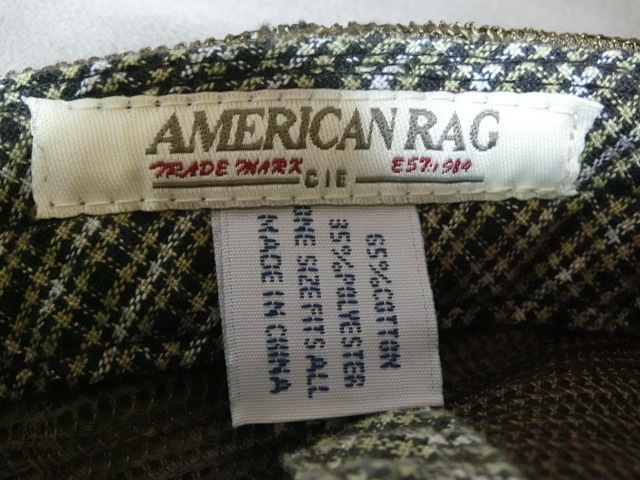 AMERICAN RAG
TRADE MARK EST:1984
CIE
65%COTTON
35%POLYESTER
ONE SIZE FITS ALL
MADE IN CHINA